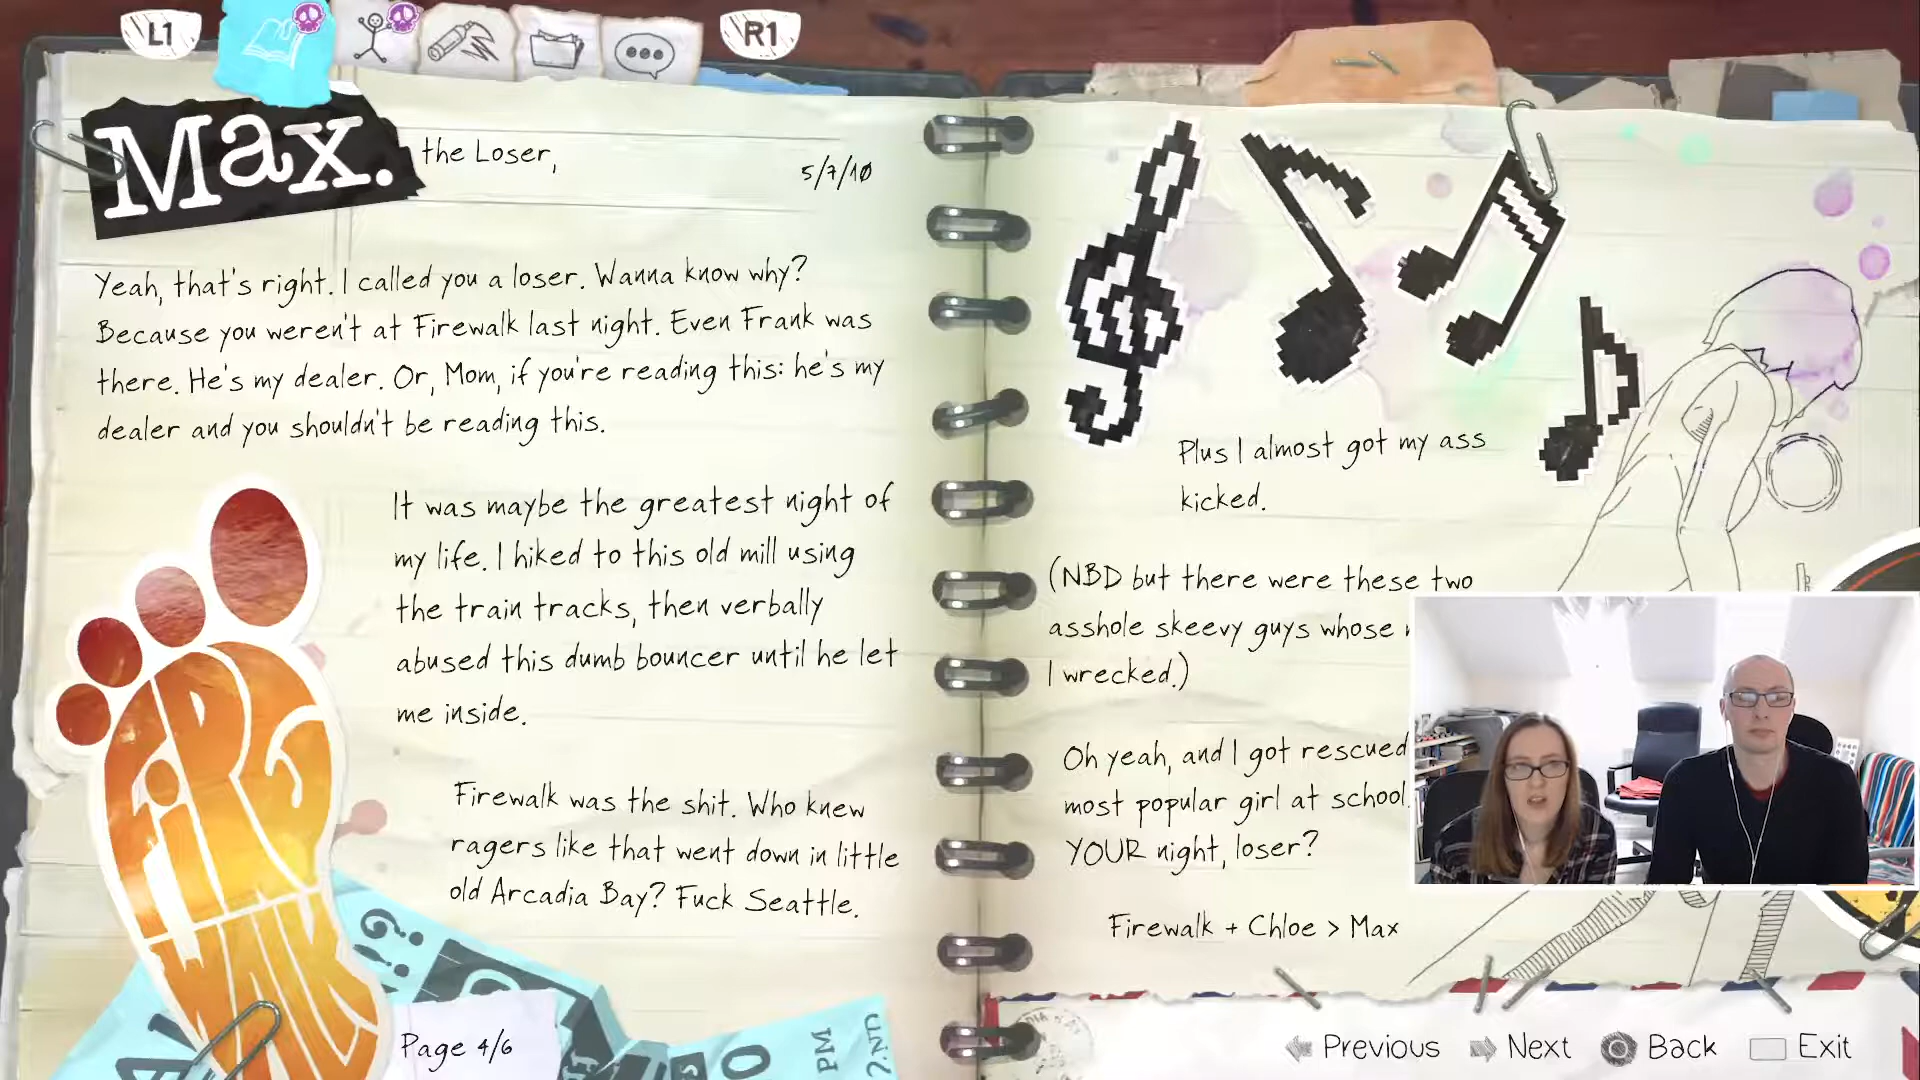 L1
R1
Max.
the Loser,
5/7/10
Yeah, that's right. I called you a loser. Wanna know why?
Because you weren't at Firewalk last night. Even Frank was
there. He's my dealer. Or, Mom, if you're reading this: he's my
dealer and you shouldn't be reading this.
It was maybe the greatest night of
my life. I hiked to this old mill using
the train tracks, then verbally
abused this dumb bouncer until he let
me inside.
Firewalk was the shit. Who knew
ragers like that went down in little
old Arcadia Bay? Fuck Seattle.
FIRE
WALK
PM
Page 4/6
Plus I almost got my ass
kicked.
(NBD but there were these two
asshole skeevy guys whose
I wrecked.)
Oh yeah, and I got rescued
most popular girl at school.
YOUR night, loser?
Firewalk + Chloe > Max
Previous Next Back Exit